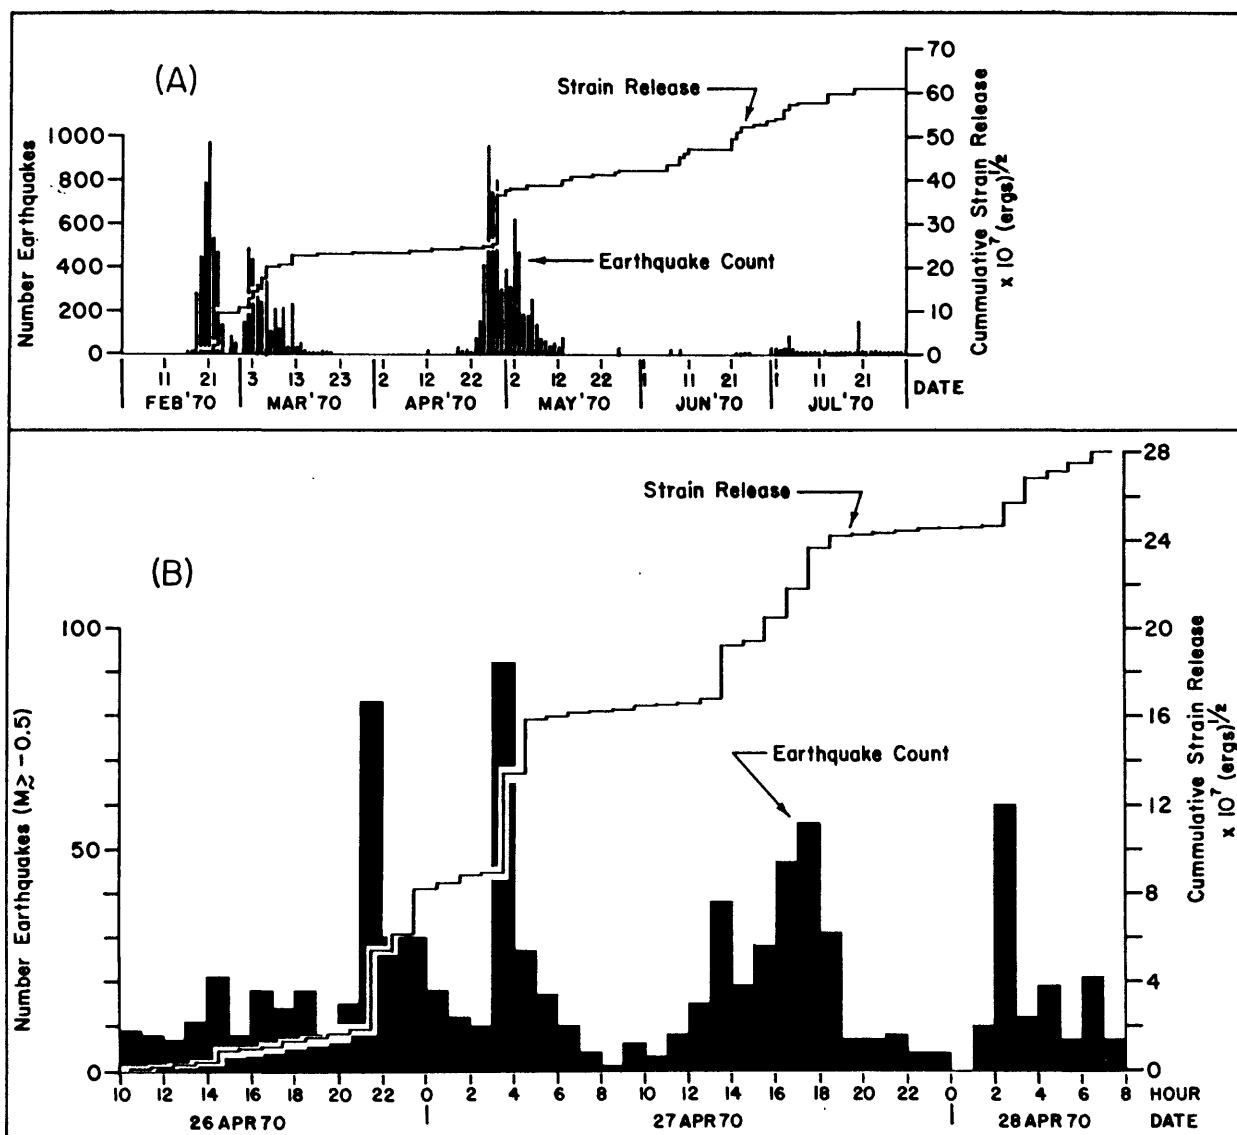 (A)
Strain Release
Earthquake Count
Number Earthquakes
1000
800
600
400
200
0
70
60
50
40
30
20
10
0
Cummulative Strain Release
x 10⁷ (ergs)½
11 21 3 13 23 2 12 22 2 12 22 1 11 21 1 11 21 DATE
FEB '70 MAR '70 APR '70 MAY '70 JUN '70 JUL '70
(B)
Strain Release
Earthquake Count
Number Earthquakes (M≳ -0.5)
100
50
0
28
24
20
16
12
8
4
0
Cummulative Strain Release
x 10⁷ (ergs)½
10 12 14 16 18 20 22 0 2 4 6 8 10 12 14 16 18 20 22 0 2 4 6 8 HOUR
26 APR 70 27 APR 70 28 APR 70 DATE